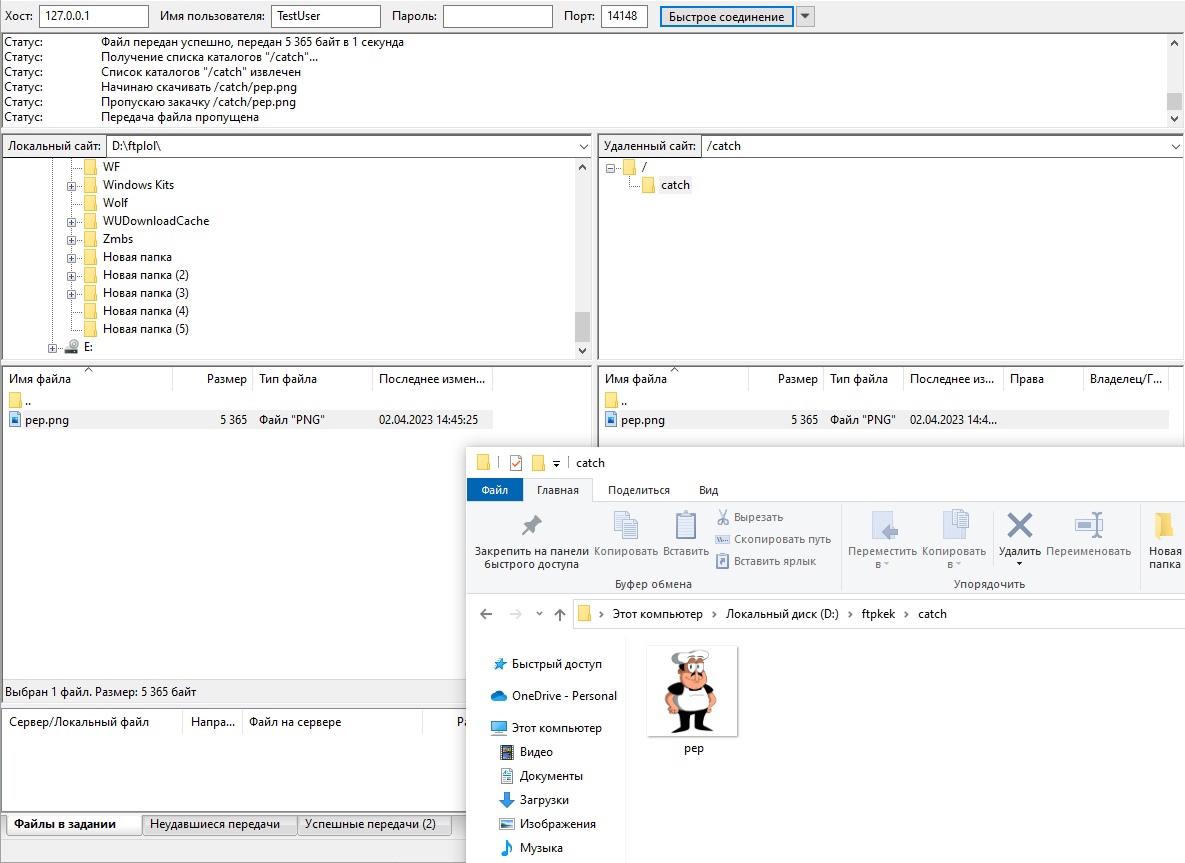 Хост: 127.0.0.1 Имя пользователя: TestUser Пароль: Порт: 14148 Быстрое соединение
Статус: Файл передан успешно, передан 5 365 байт в 1 секунда
Статус: Получение списка каталогов "/catch"...
Статус: Список каталогов "/catch" извлечен
Статус: Начинаю скачивать /catch/pep.png
Статус: Пропускаю закачку /catch/pep.png
Статус: Передача файла пропущена
Локальный сайт: D:\ftplol\
WF
Windows Kits
Wolf
WUDownloadCache
Zmbs
Новая папка
Новая папка (2)
Новая папка (3)
Новая папка (4)
Новая папка (5)
E:
Удаленный сайт: /catch
/
catch
Имя файла Размер Тип файла Последнее измен...
..
pep.png 5 365 Файл "PNG" 02.04.2023 14:45:25
Имя файла Размер Тип файла Последнее из... Права Владелец/Г...
..
pep.png 5 365 Файл "PNG" 02.04.2023 14:4...
Выбран 1 файл. Размер: 5 365 байт
Сервер/Локальный файл Напра... Файл на сервере
Файлы в задании Неудавшиеся передачи Успешные передачи (2)
catch
Файл Главная Поделиться Вид
Закрепить на панели
быстрого доступа
Копировать
Вставить
Вырезать
Скопировать путь
Вставить ярлык
Буфер обмена
Переместить
в
Копировать
в
Удалить
Переименовать
Упорядочить
Новая
папка
Этот компьютер Локальный диск (D:) ftpkek catch
Быстрый доступ
OneDrive - Personal
Этот компьютер
Видео
Документы
Загрузки
Изображения
Музыка
pep